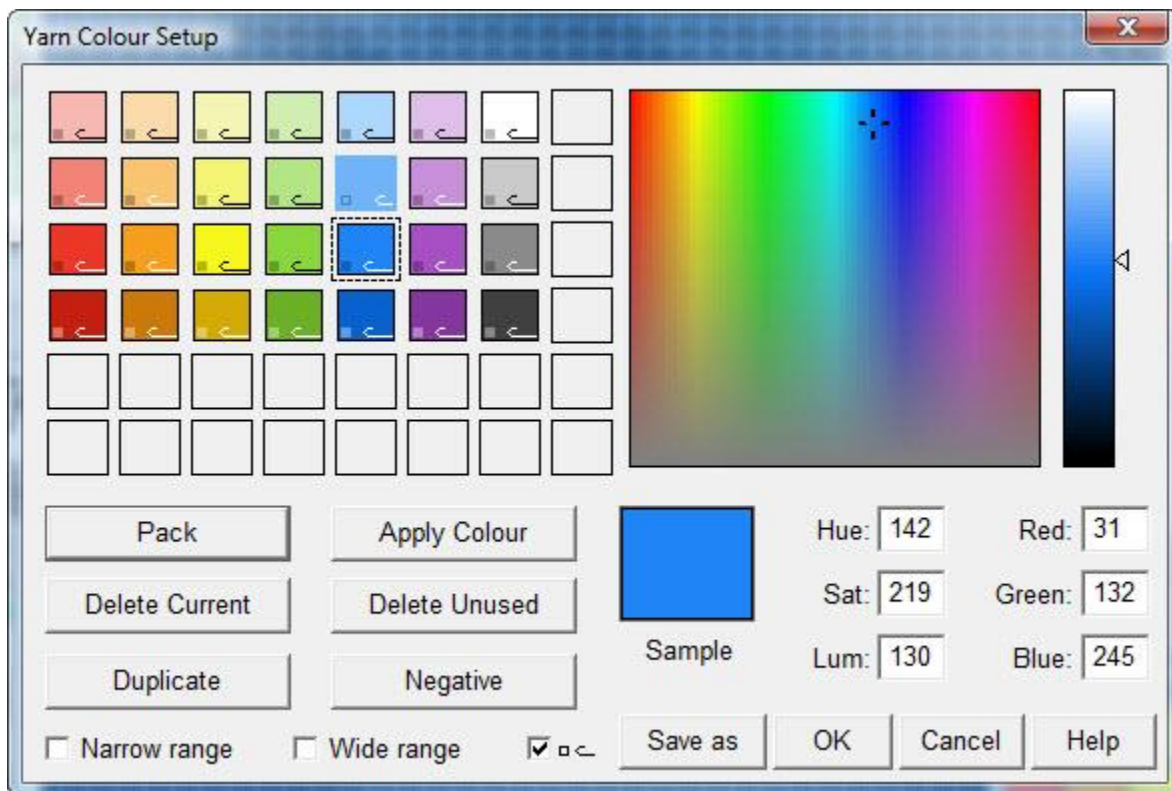 Yarn Colour Setup
Pack
Apply Colour
Hue: 142
Red: 31
Delete Current
Delete Unused
Sat: 219
Green: 132
Sample
Duplicate
Negative
Lum: 130
Blue: 245
Narrow range
Wide range
Save as
OK
Cancel
Help